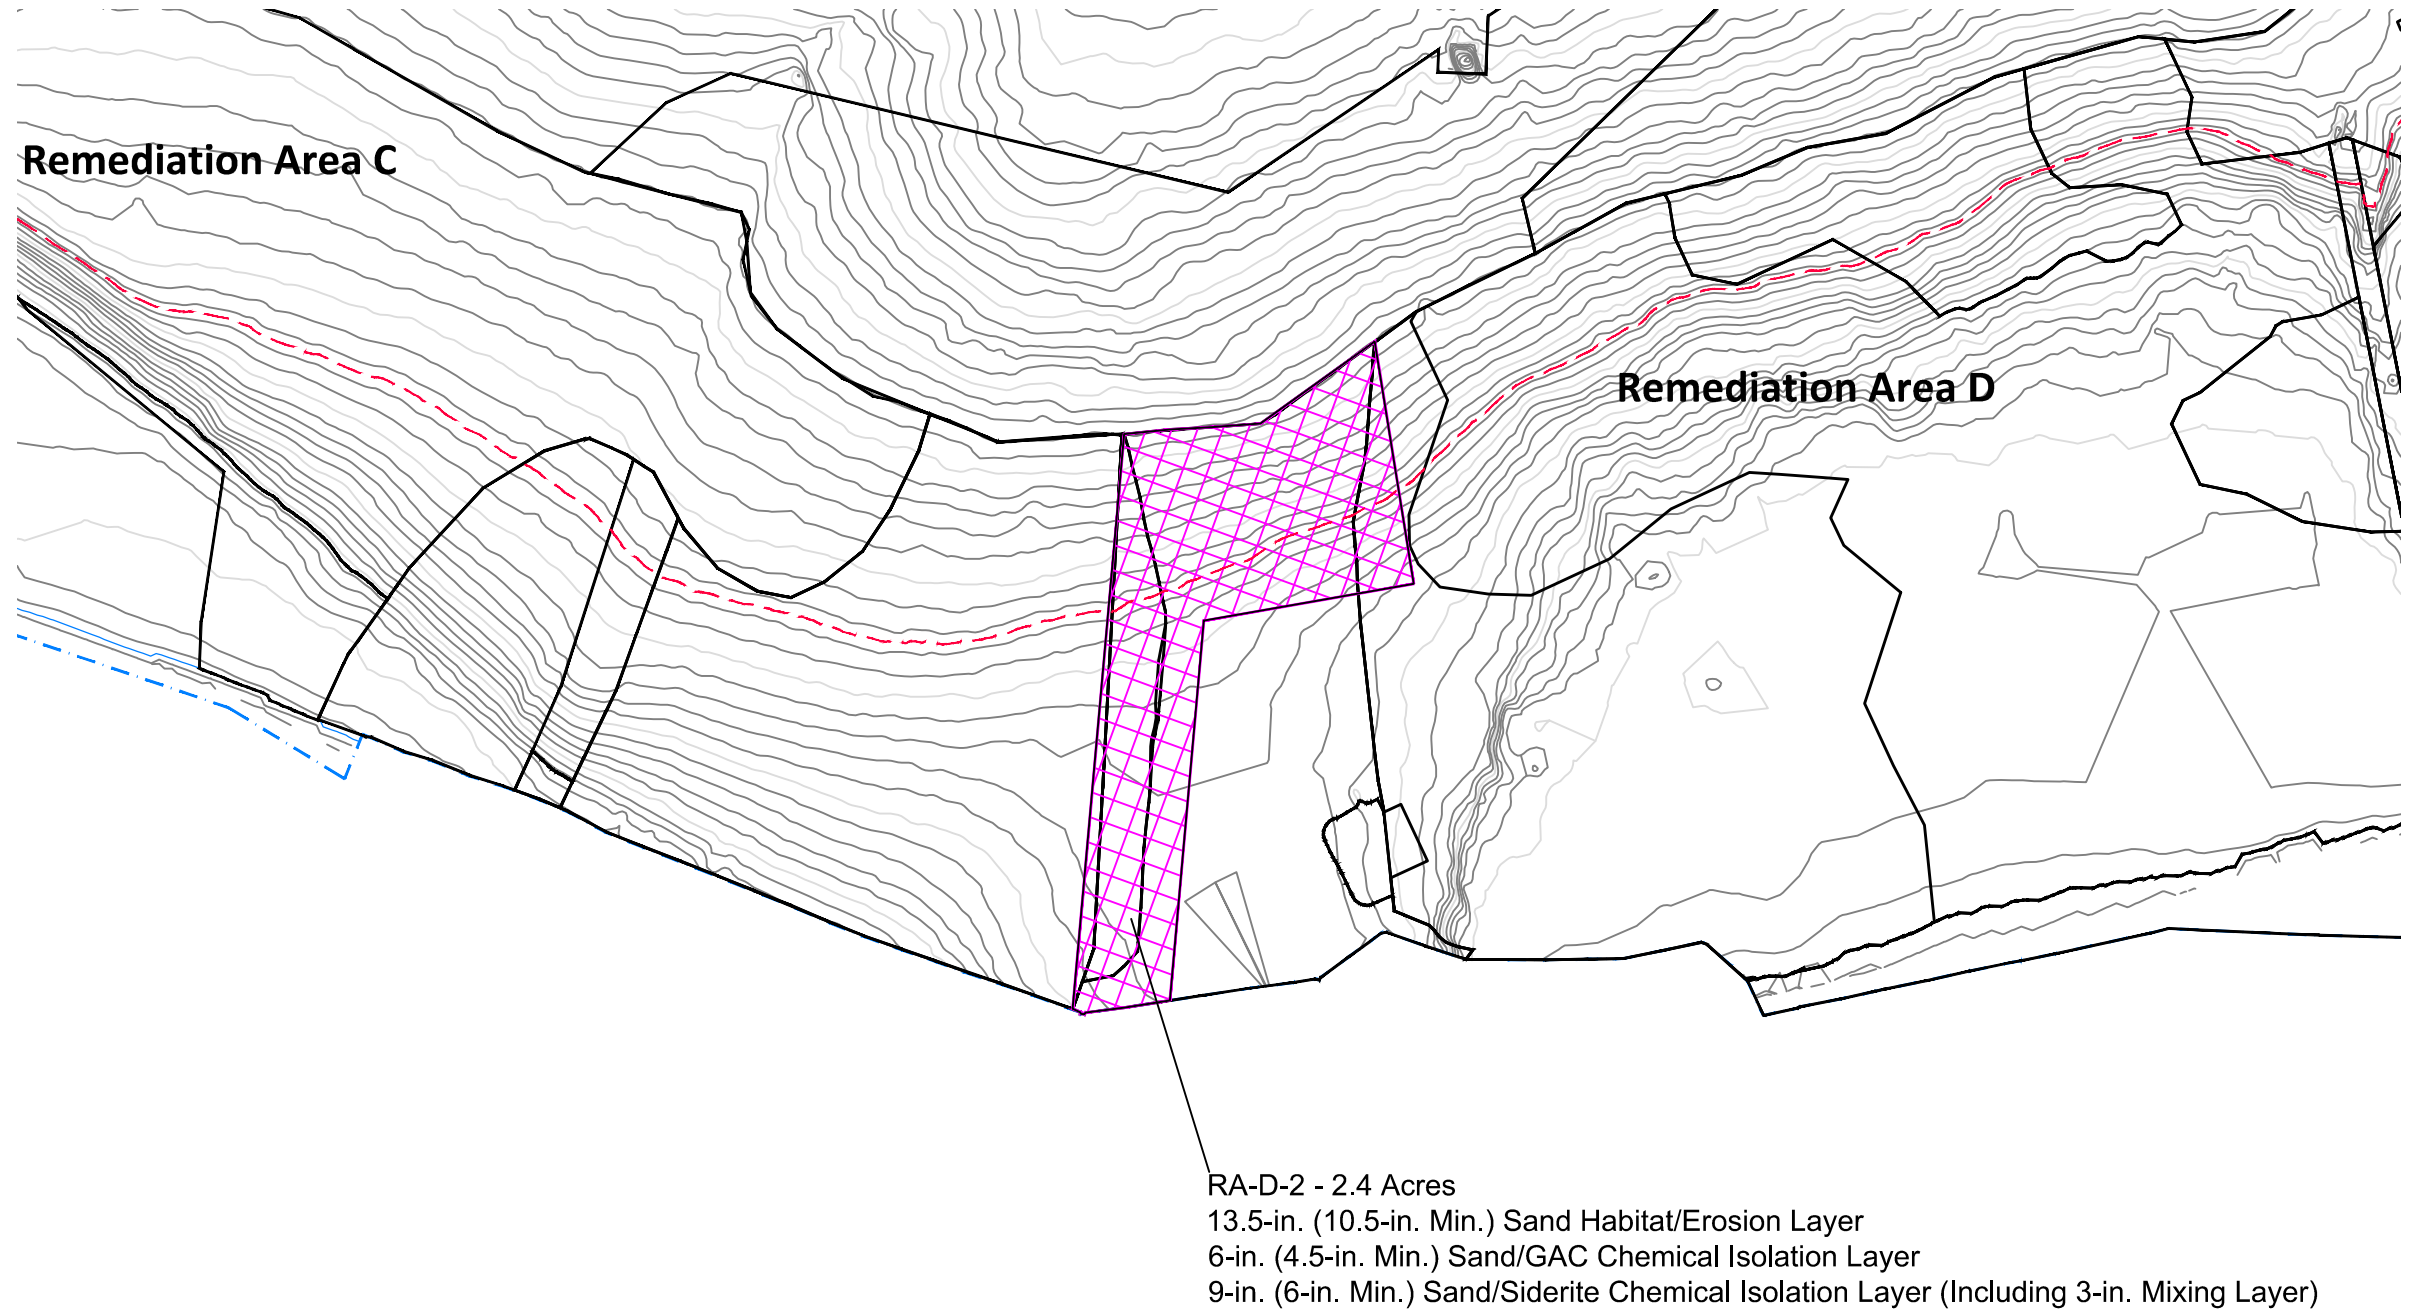 Remediation Area C
Remediation Area D
RA-D-2 - 2.4 Acres
13.5-in. (10.5-in. Min.) Sand Habitat/Erosion Layer
6-in. (4.5-in. Min.) Sand/GAC Chemical Isolation Layer
9-in. (6-in. Min.) Sand/Siderite Chemical Isolation Layer (Including 3-in. Mixing Layer)